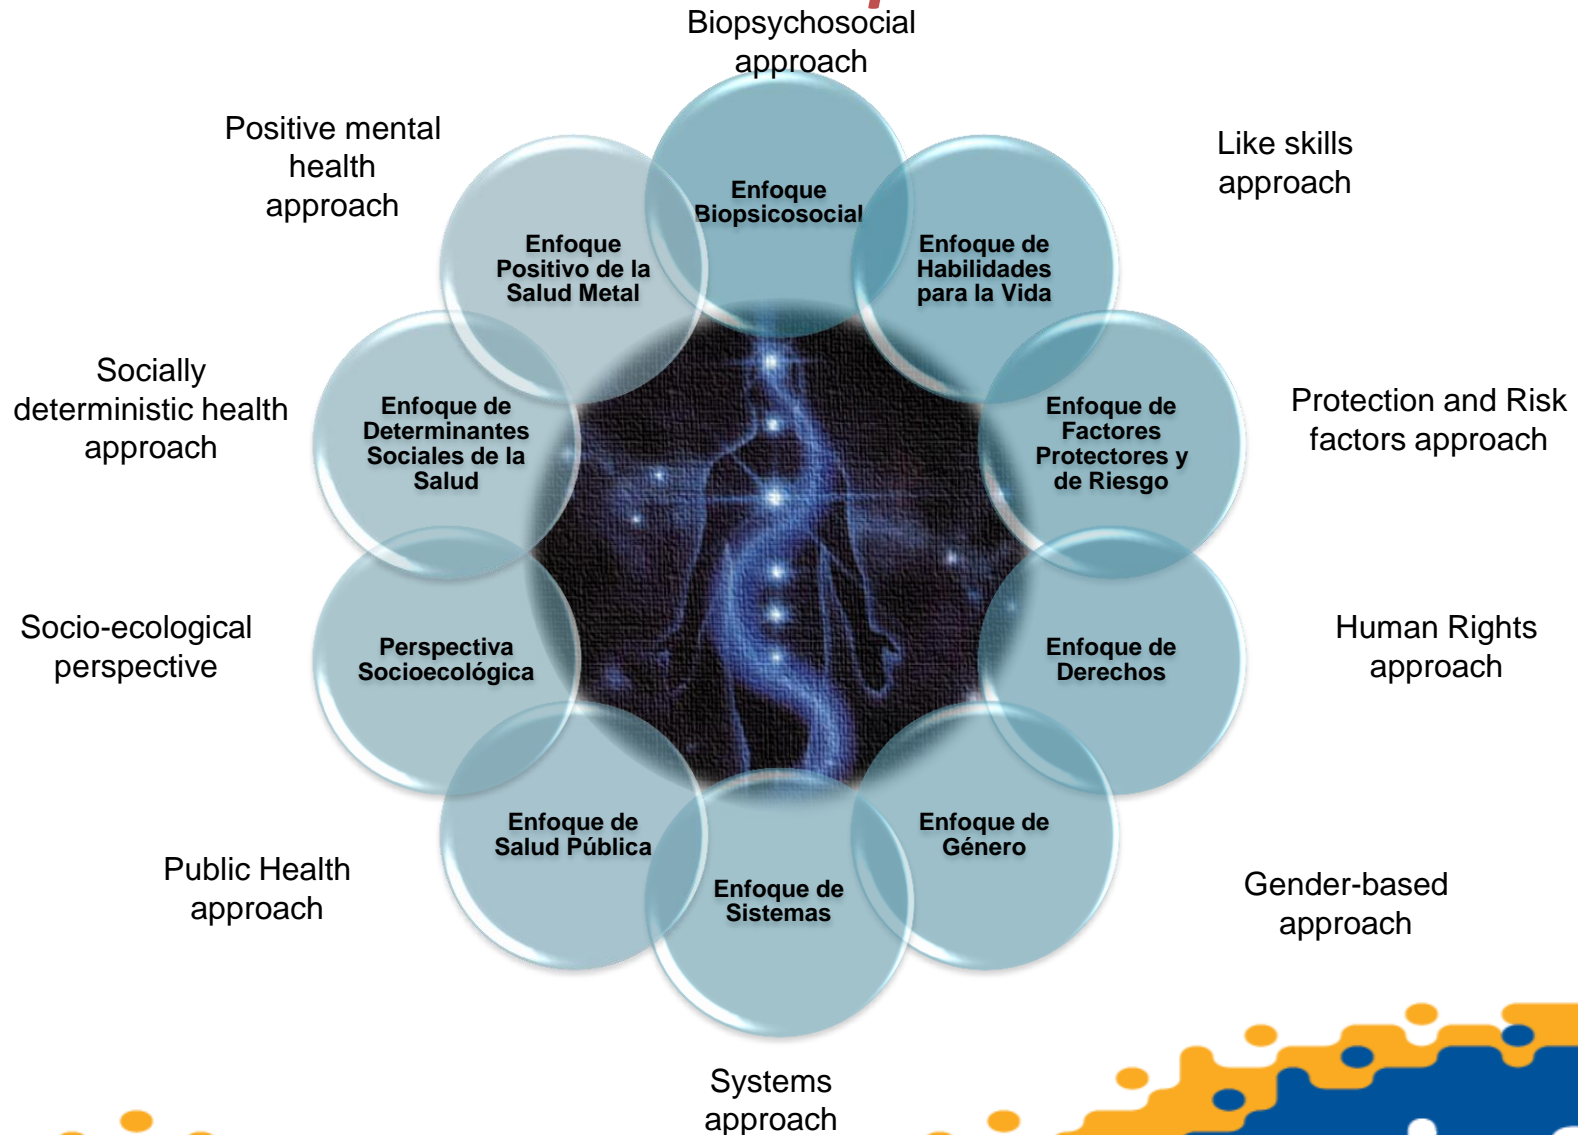 Biopsychosocial
approach
Positive mental
health
approach
Like skills
approach
Enfoque
Biopsicosocial
Enfoque
Positivo de la
Salud Metal
Enfoque de
Habilidades
para la Vida
Socially
deterministic health
approach
Enfoque de
Determinantes
Sociales de la
Salud
Enfoque de
Factores
Protectores y
de Riesgo
Protection and Risk
factors approach
Socio-ecological
perspective
Perspectiva
Socioecológica
Enfoque de
Derechos
Human Rights
approach
Public Health
approach
Enfoque de
Salud Pública
Enfoque de
Sistemas
Enfoque de
Género
Gender-based
approach
Systems
approach